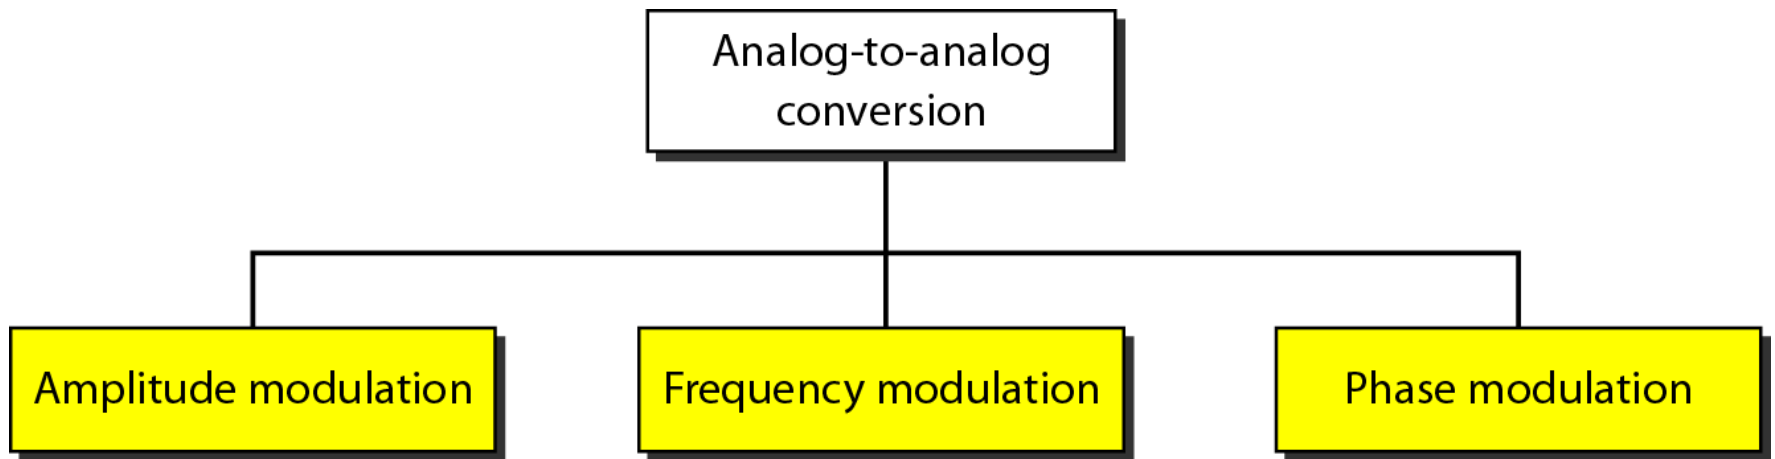 Analog-to-analog
conversion
Amplitude modulation
Frequency modulation
Phase modulation